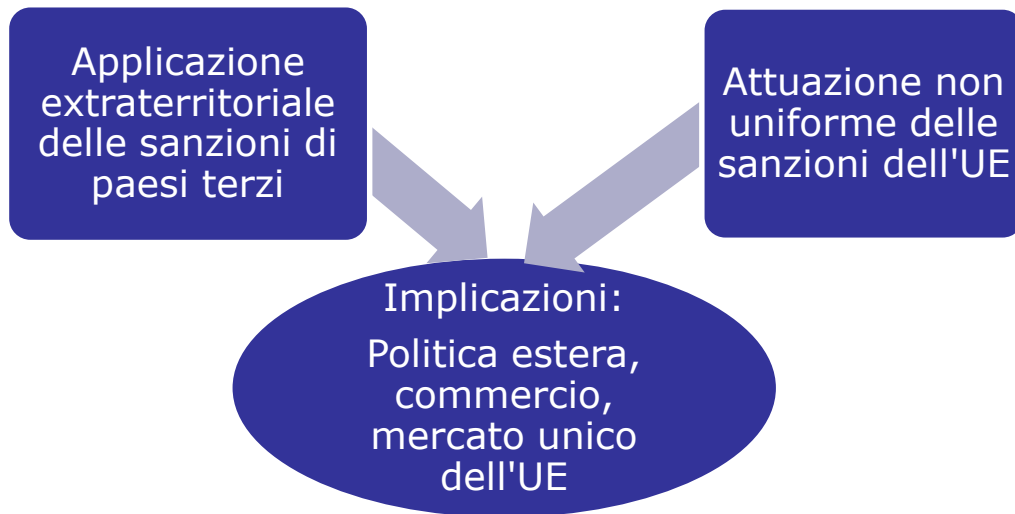 Applicazione
extraterritoriale
delle sanzioni di
paesi terzi
Attuazione non
uniforme delle
sanzioni dell'UE
Implicazioni:
Politica estera,
commercio,
mercato unico
dell'UE